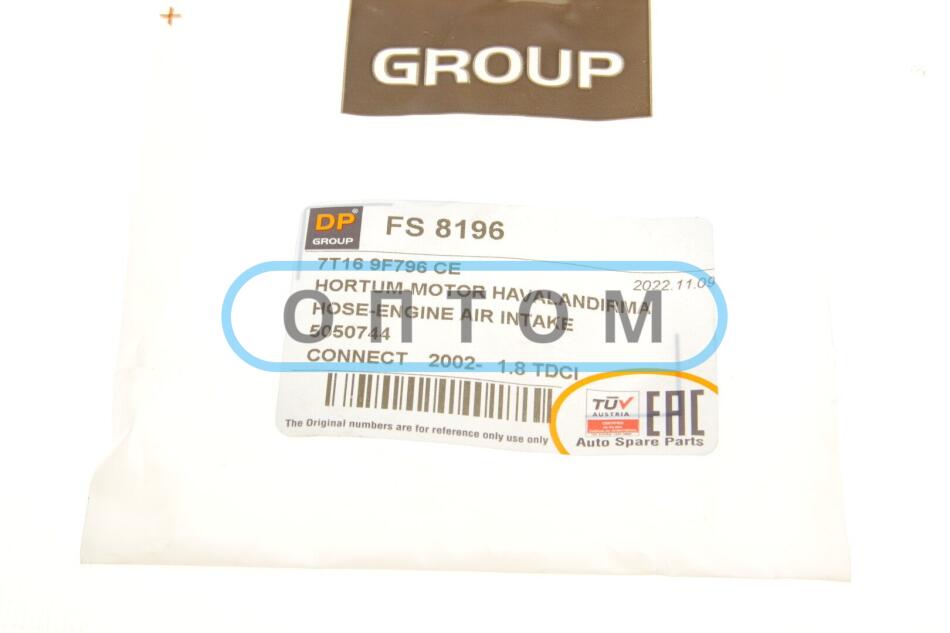 GROUP
DP®
GROUP
FS 8196
7T16 9F796 CE
2022.11.09
HORTUM-MOTOR HAVALANDIRMA
HOSE-ENGINE AIR INTAKE
5050744
CONNECT 2002- 1.8 TDCI
The Original numbers are for reference only use only
TÜV
AUSTRIA
EAC
Auto Spare Parts
ОПТОМ